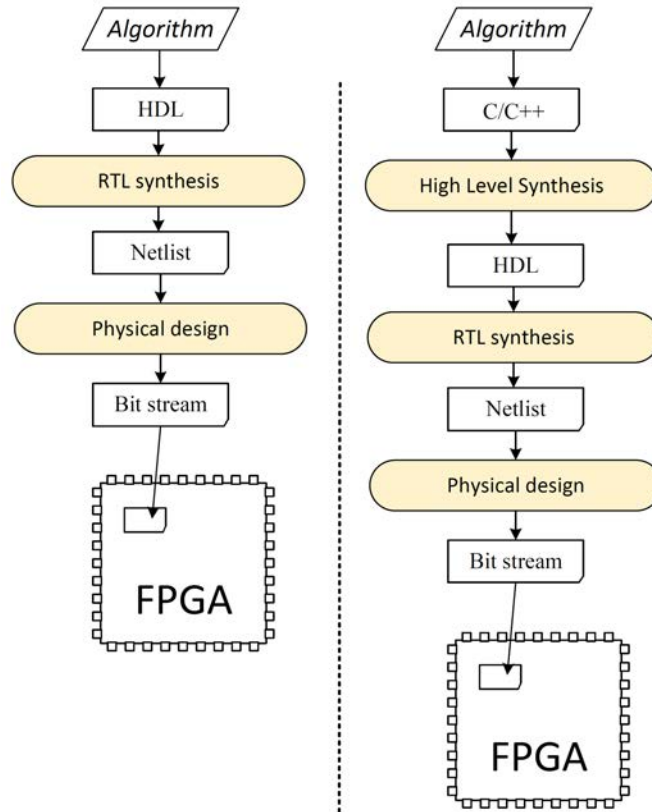 Algorithm
HDL
RTL synthesis
Netlist
Physical design
Bit stream
FPGA
Algorithm
C/C++
High Level Synthesis
HDL
RTL synthesis
Netlist
Physical design
Bit stream
FPGA